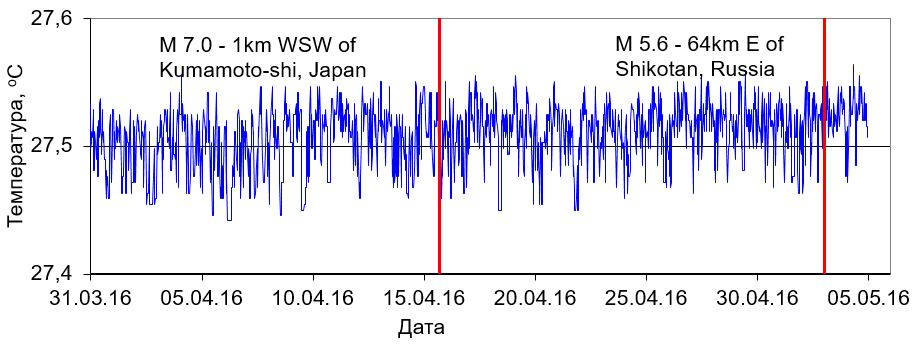 27,6
M 7.0 - 1km WSW of
Kumamoto-shi, Japan
M 5.6 - 64km E of
Shikotan, Russia
27,5
27,4
Температура, °С
31.03.16 05.04.16 10.04.16 15.04.16 20.04.16 25.04.16 30.04.16 05.05.16
Дата